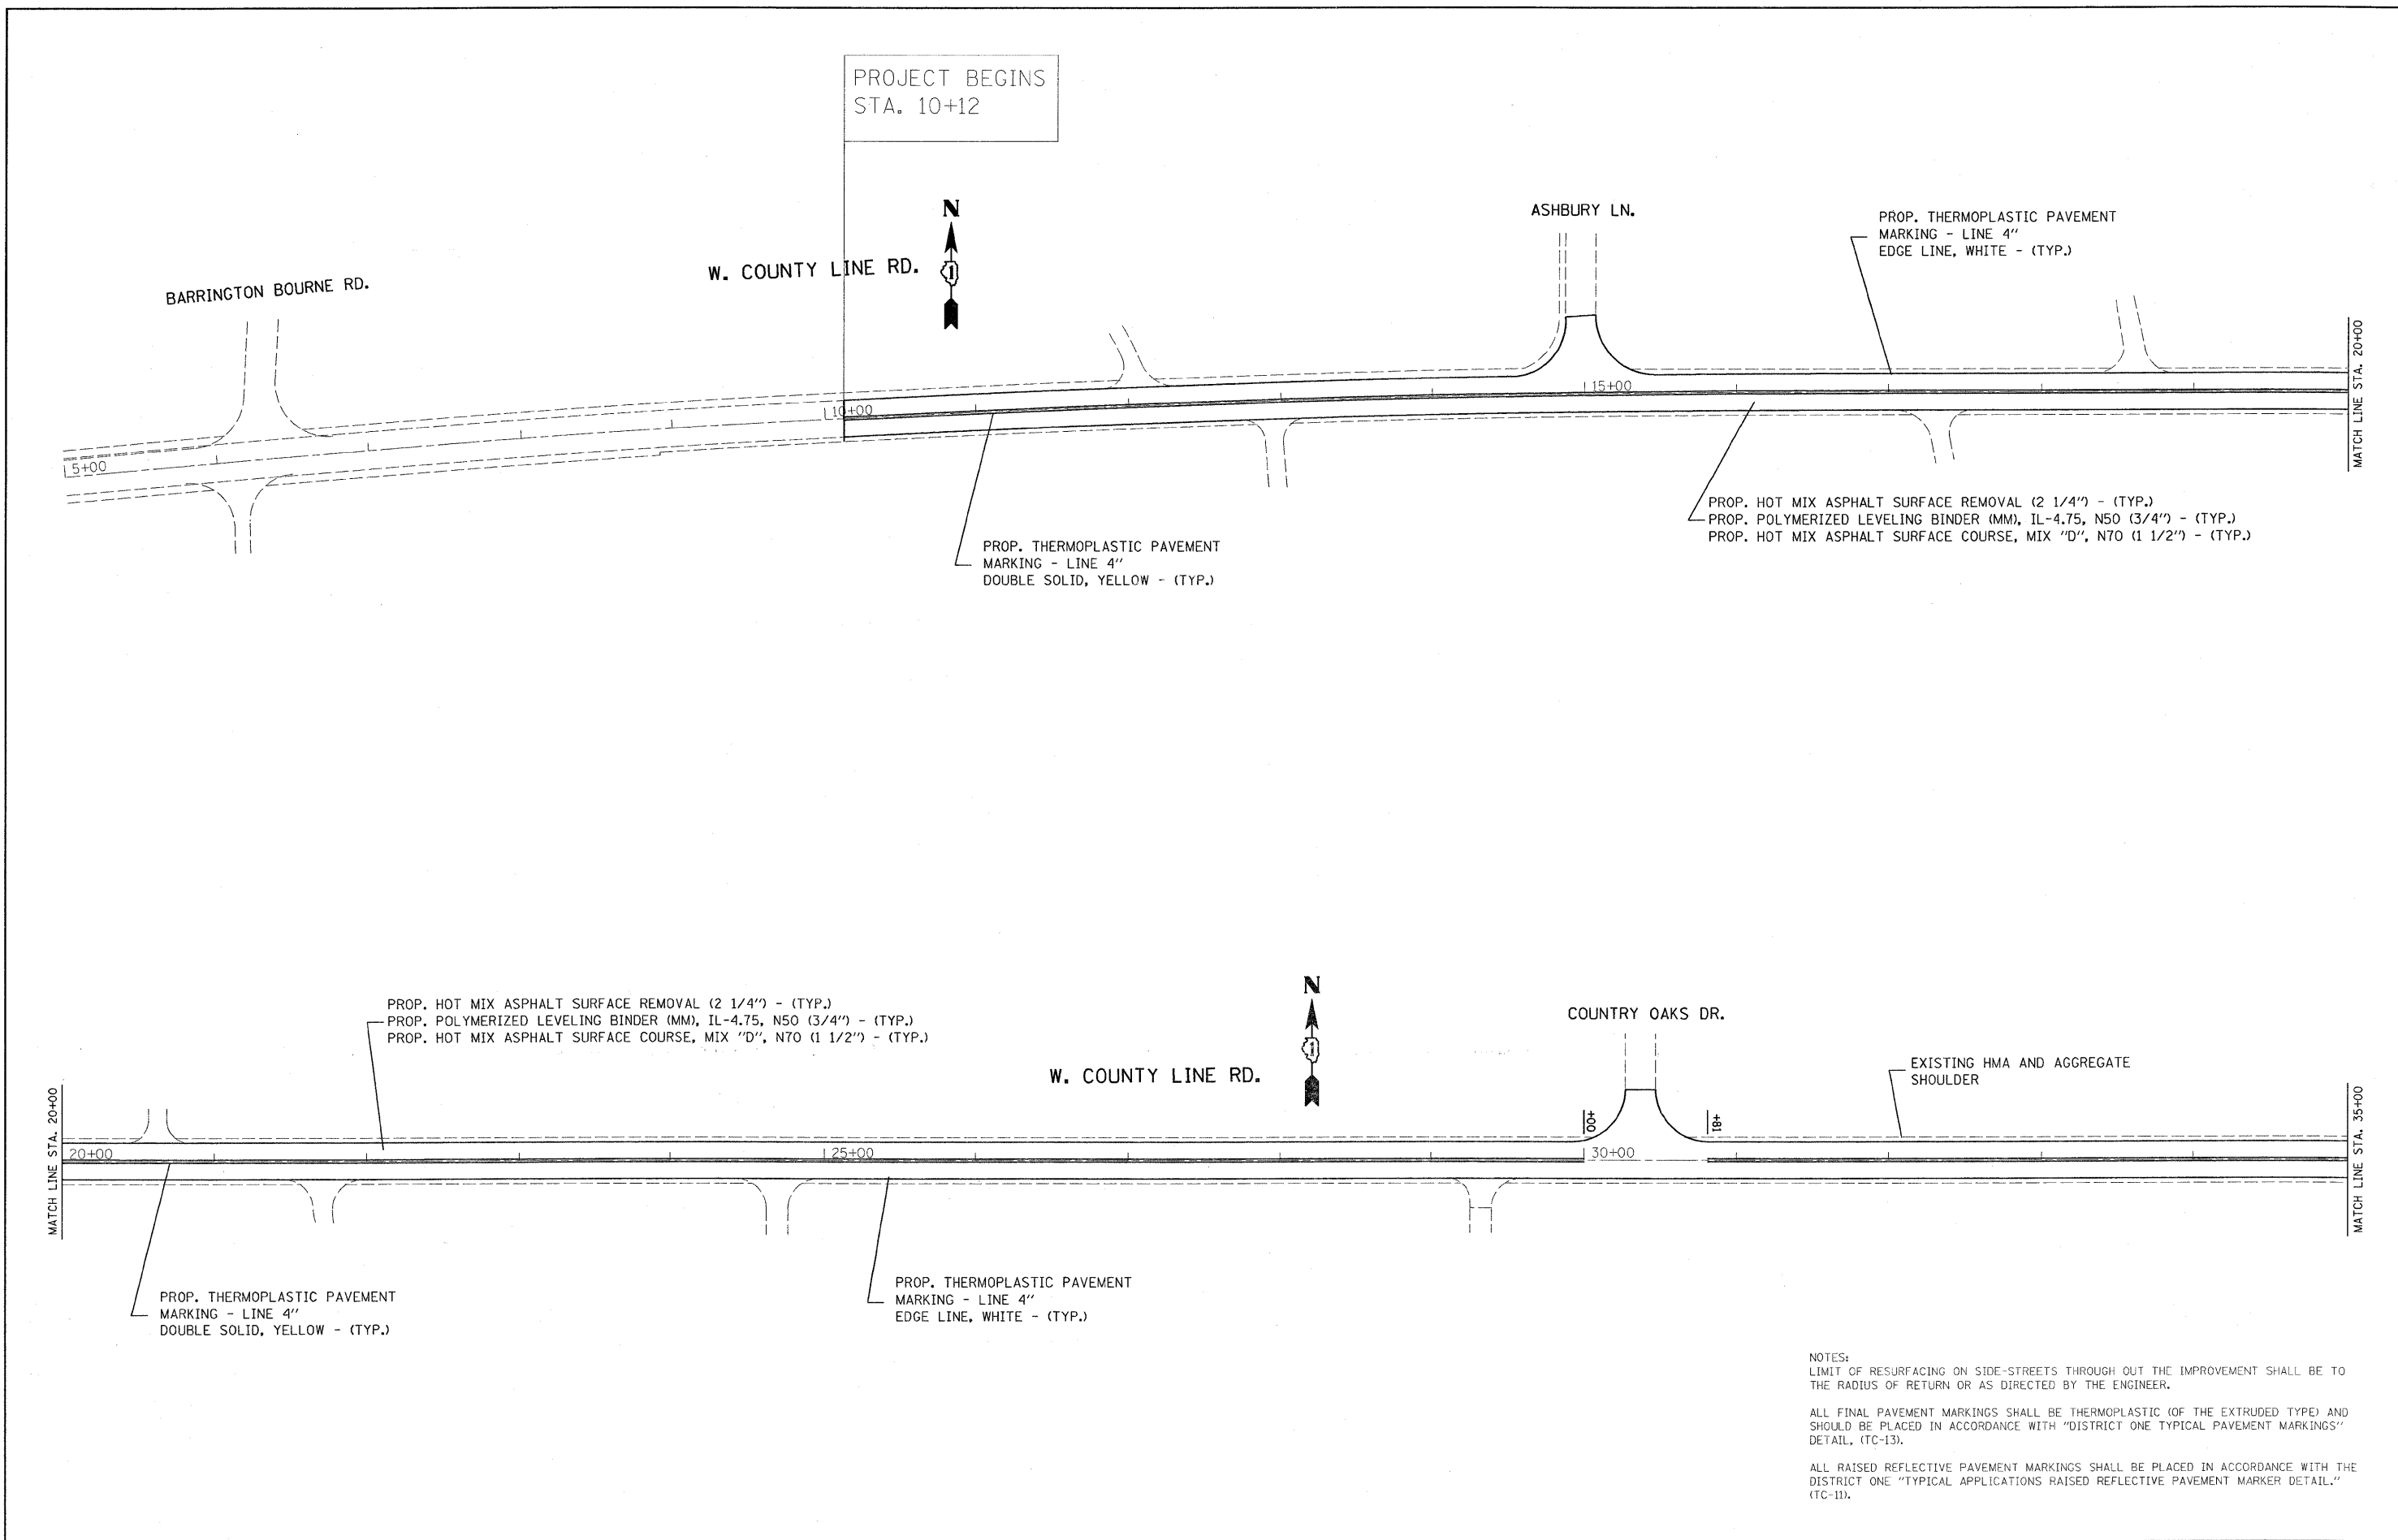 PROJECT BEGINS
STA. 10+12
N
1
W. COUNTY LINE RD.
BARRINGTON BOURNE RD.
ASHBURY LN.
PROP. THERMOPLASTIC PAVEMENT
MARKING - LINE 4"
EDGE LINE, WHITE - (TYP.)
5+00
10+00
15+00
MATCH LINE STA. 20+00
PROP. THERMOPLASTIC PAVEMENT
MARKING - LINE 4"
DOUBLE SOLID, YELLOW - (TYP.)
PROP. HOT MIX ASPHALT SURFACE REMOVAL (2 1/4") - (TYP.)
PROP. POLYMERIZED LEVELING BINDER (MM), IL-4.75, N50 (3/4") - (TYP.)
PROP. HOT MIX ASPHALT SURFACE COURSE, MIX "D", N70 (1 1/2") - (TYP.)
PROP. HOT MIX ASPHALT SURFACE REMOVAL (2 1/4") - (TYP.)
PROP. POLYMERIZED LEVELING BINDER (MM), IL-4.75, N50 (3/4") - (TYP.)
PROP. HOT MIX ASPHALT SURFACE COURSE, MIX "D", N70 (1 1/2") - (TYP.)
N
1
W. COUNTY LINE RD.
COUNTRY OAKS DR.
EXISTING HMA AND AGGREGATE
SHOULDER
MATCH LINE STA. 20+00
20+00
25+00
+00
30+00
+81
MATCH LINE STA. 35+00
PROP. THERMOPLASTIC PAVEMENT
MARKING - LINE 4"
DOUBLE SOLID, YELLOW - (TYP.)
PROP. THERMOPLASTIC PAVEMENT
MARKING - LINE 4"
EDGE LINE, WHITE - (TYP.)
NOTES:
LIMIT OF RESURFACING ON SIDE-STREETS THROUGH OUT THE IMPROVEMENT SHALL BE TO
THE RADIUS OF RETURN OR AS DIRECTED BY THE ENGINEER.
ALL FINAL PAVEMENT MARKINGS SHALL BE THERMOPLASTIC (OF THE EXTRUDED TYPE) AND
SHOULD BE PLACED IN ACCORDANCE WITH "DISTRICT ONE TYPICAL PAVEMENT MARKINGS"
DETAIL, (TC-13).
ALL RAISED REFLECTIVE PAVEMENT MARKINGS SHALL BE PLACED IN ACCORDANCE WITH THE
DISTRICT ONE "TYPICAL APPLICATIONS RAISED REFLECTIVE PAVEMENT MARKER DETAIL."
(TC-11).